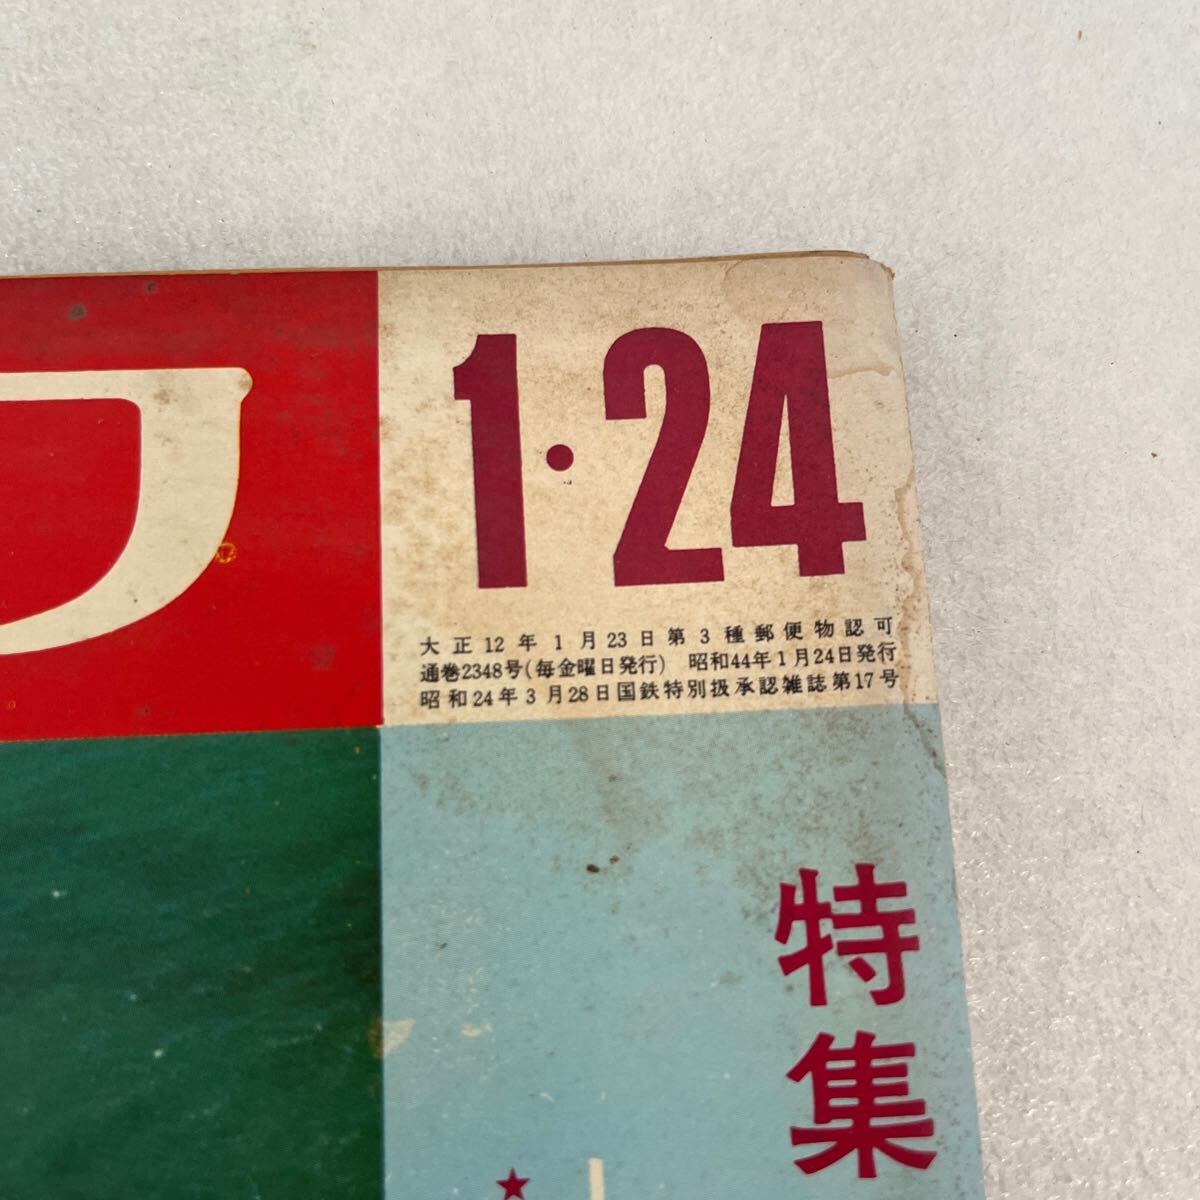 1・24
大正12年1月23日第3種郵便物認可
通巻2348号(毎金曜日発行) 昭和44年1月24日発行
昭和24年3月28日国鉄特別扱承認雑誌第17号
特集